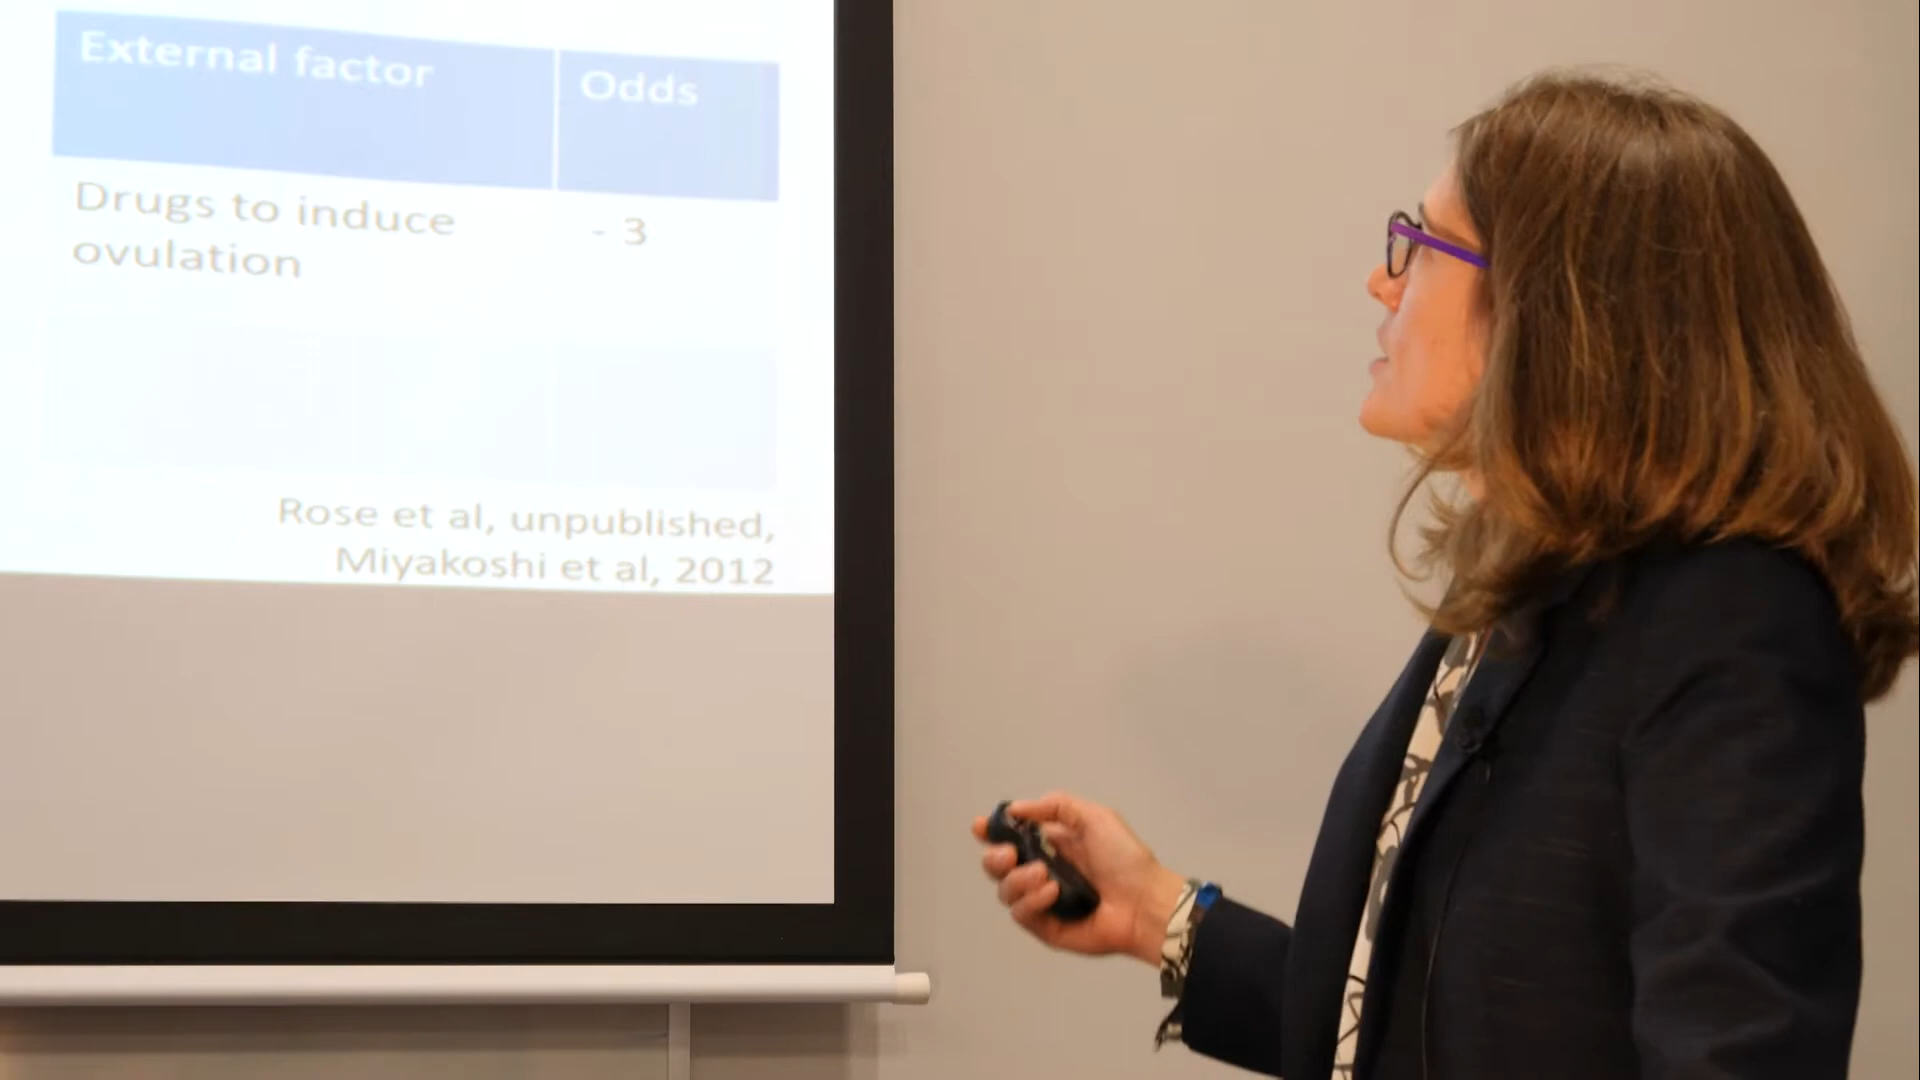 External factor Odds
Drugs to induce - 3
ovulation
Rose et al, unpublished,
Miyakoshi et al, 2012